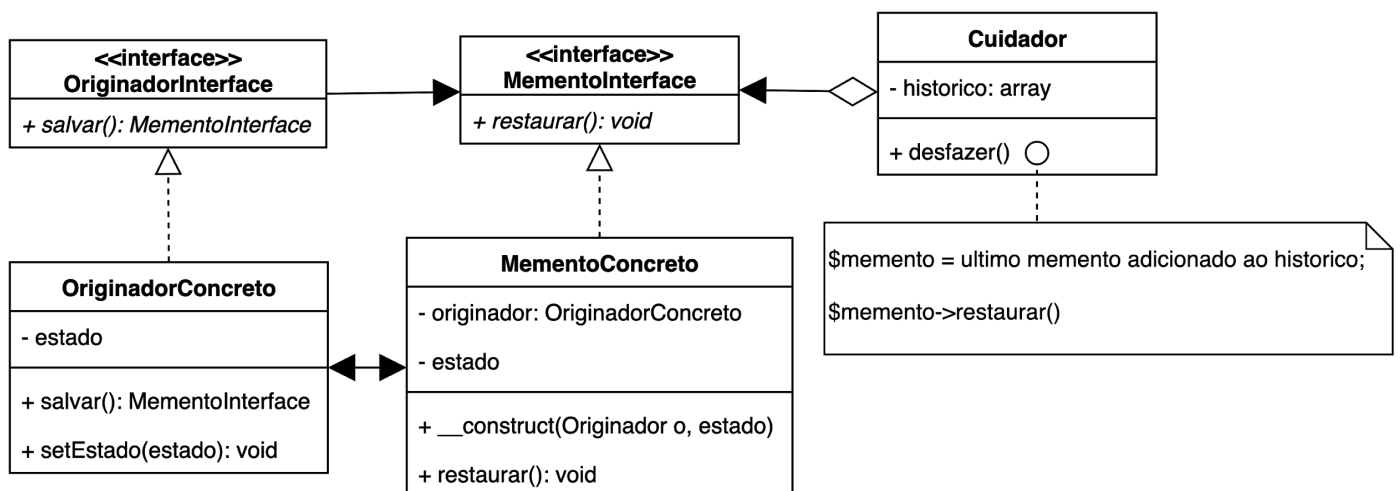 <<interface>>
OriginadorInterface
+ salvar(): MementoInterface
<<interface>>
MementoInterface
+ restaurar(): void
Cuidador
- historico: array
+ desfazer()
$memento = ultimo memento adicionado ao historico;
$memento->restaurar()
OriginadorConcreto
- estado
+ salvar(): MementoInterface
+ setEstado(estado): void
MementoConcreto
- originador: OriginadorConcreto
- estado
+ __construct(Originador o, estado)
+ restaurar(): void